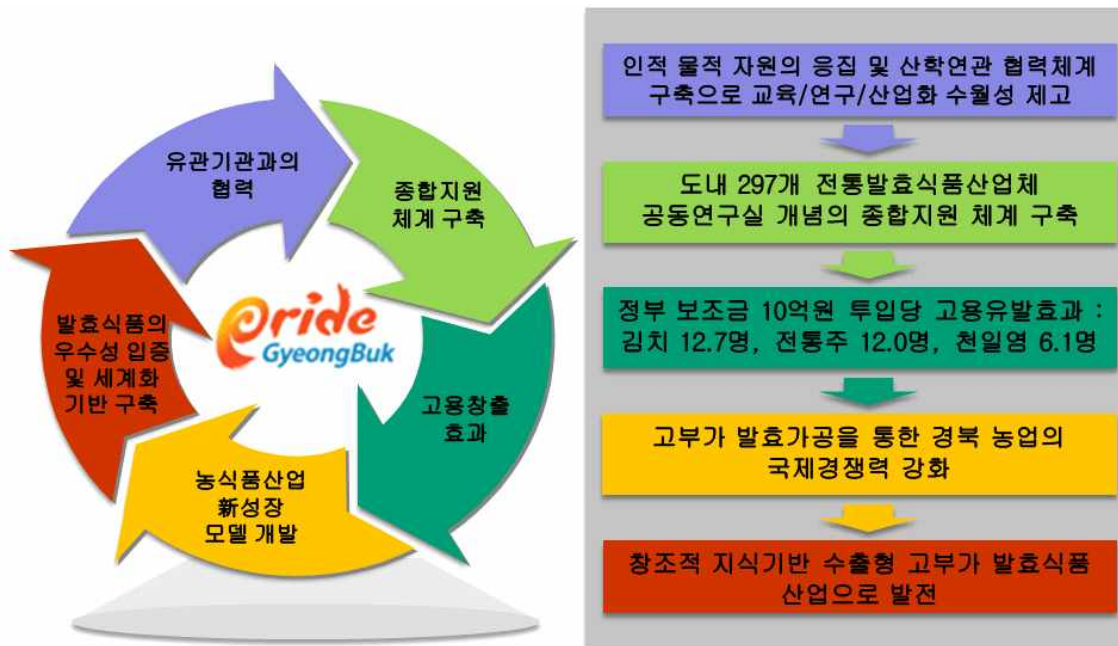 유관기관과의
협력
종합지원
체계 구축
고용창출
효과
농식품산업
新성장
모델 개발
발효식품의
우수성 입증
및 세계화
기반 구축
pride
GyeongBuk
인적 물적 자원의 응집 및 산학연관 협력체계
구축으로 교육/연구/산업화 수월성 제고
도내 297개 전통발효식품산업체
공동연구실 개념의 종합지원 체계 구축
정부 보조금 10억원 투입당 고용유발효과 :
김치 12.7명, 전통주 12.0명, 천일염 6.1명
고부가 발효가공을 통한 경북 농업의
국제경쟁력 강화
창조적 지식기반 수출형 고부가 발효식품
산업으로 발전